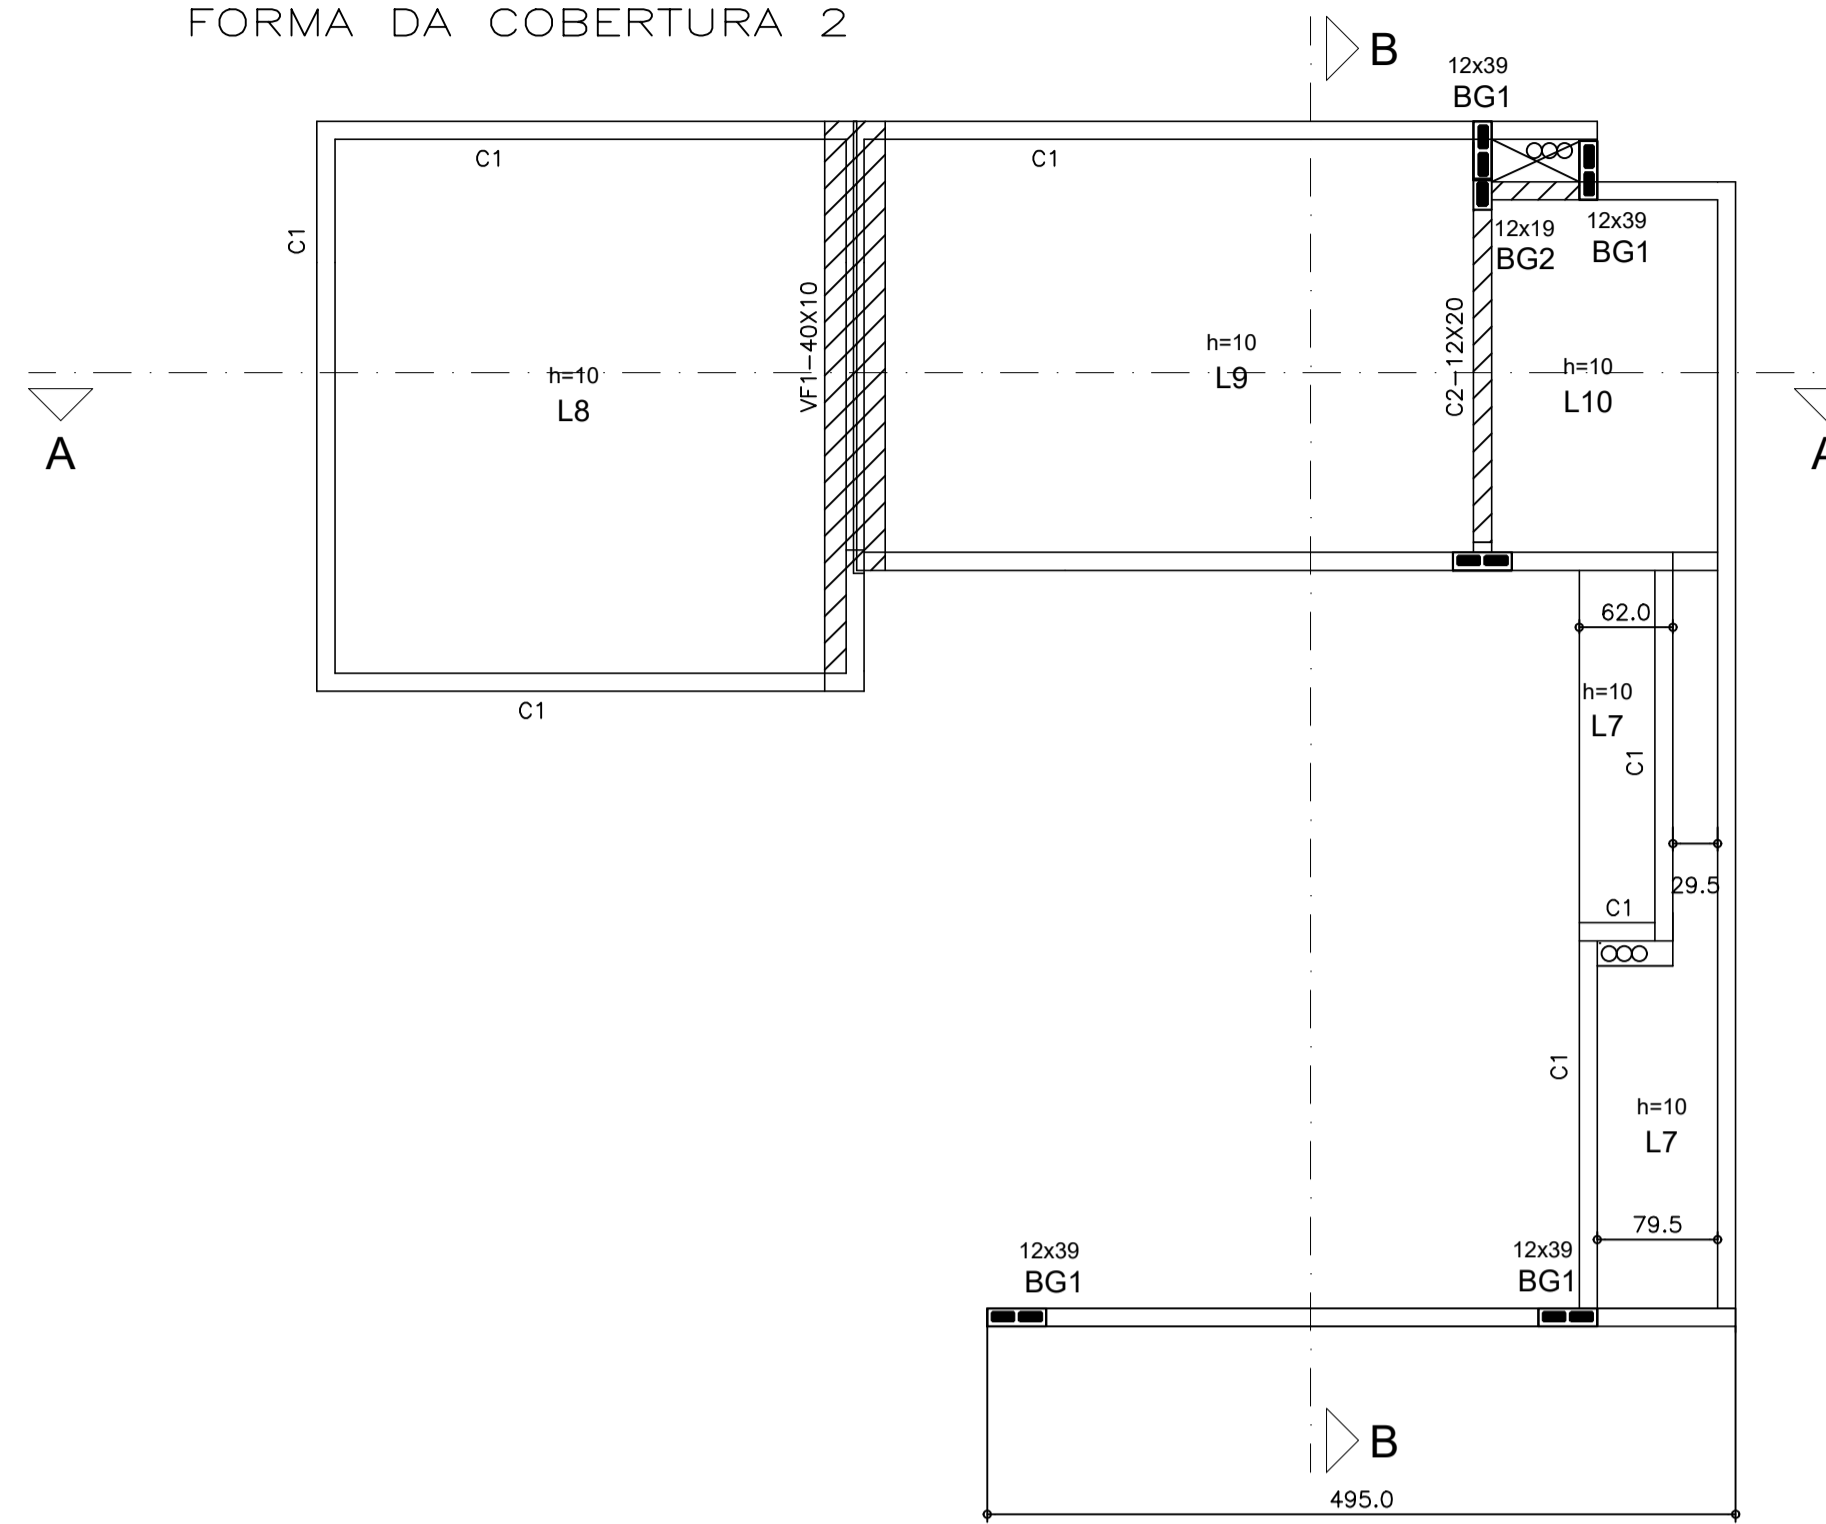 FORMA DA COBERTURA 2
B
12x39
BG1
C1
C1
C1
12x19
BG2
12x39
BG1
VF1-40X10
C2-12X20
h=10
L8
h=10
L9
h=10
L10
A
A
62.0
h=10
L7
C1
C1
29.5
C1
C1
h=10
L7
79.5
12x39
BG1
12x39
BG1
B
495.0